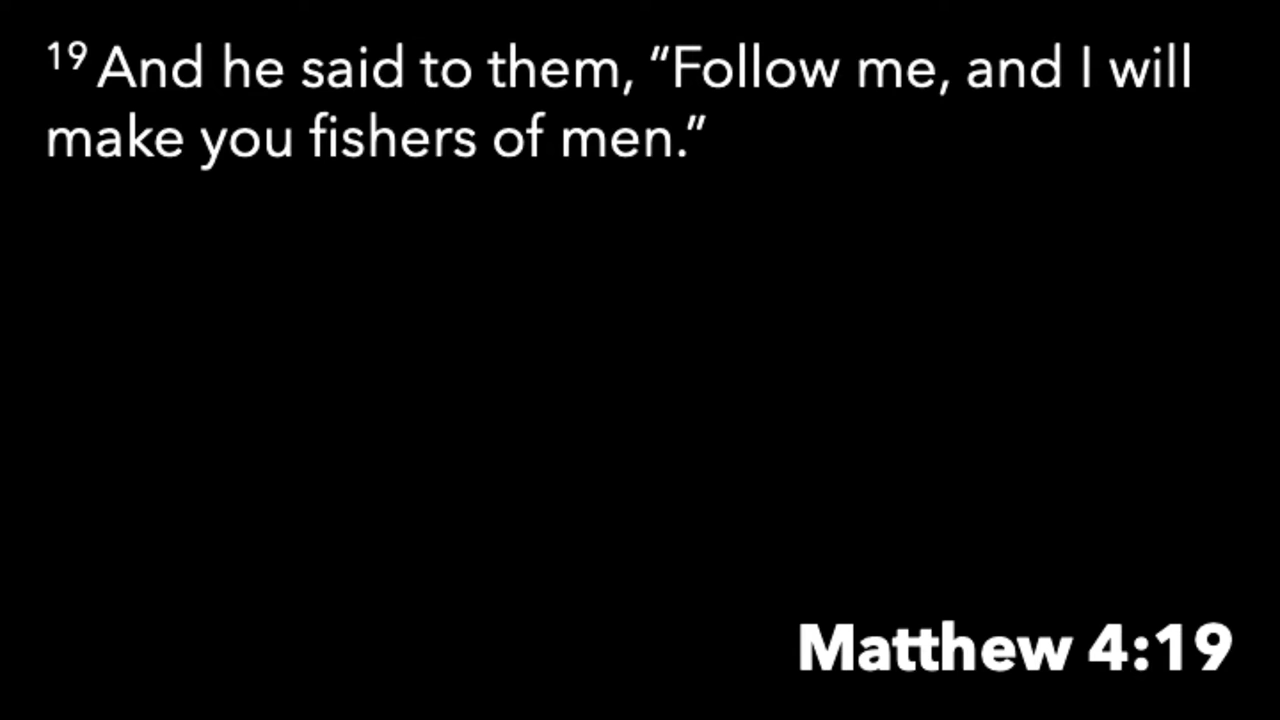 19 And he said to them, “Follow me, and I will
make you fishers of men.”
Matthew 4:19